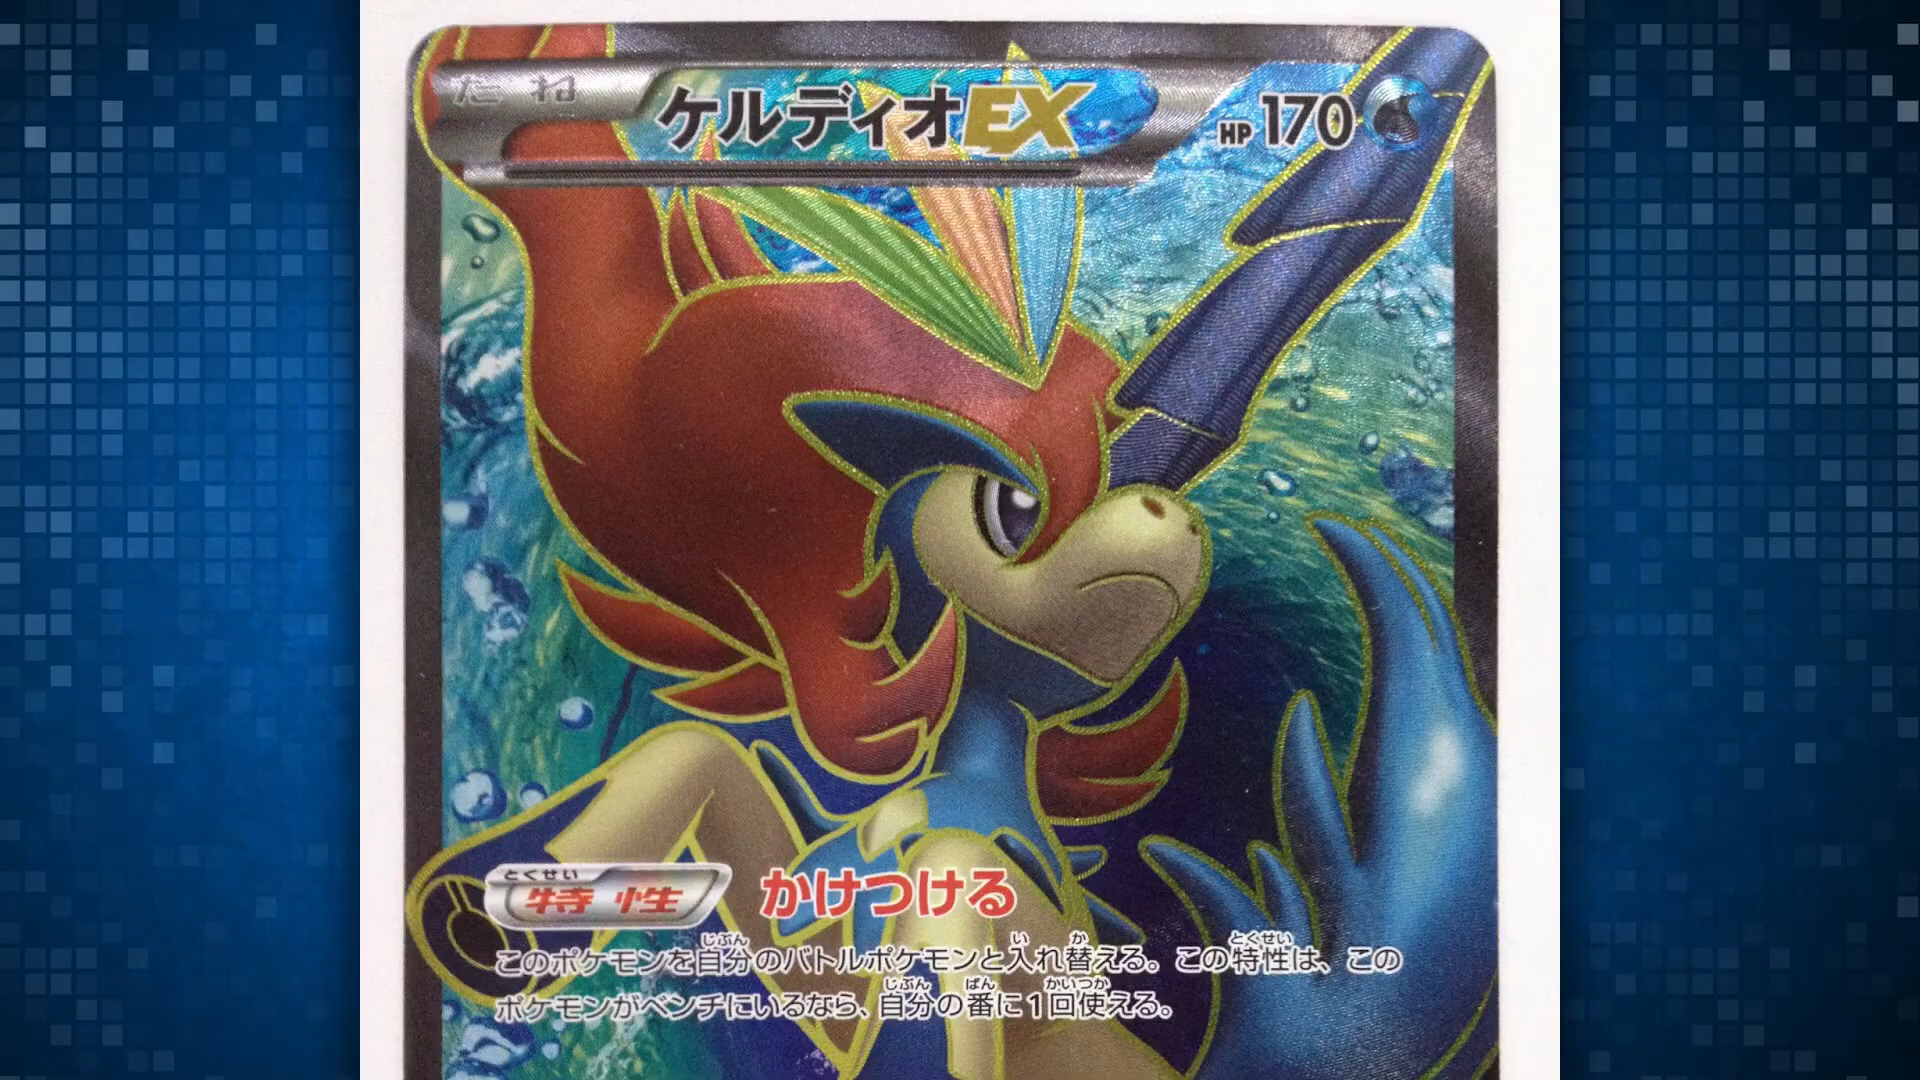 たね ケルディオEX HP170
とくせい
特性 かけつける
じぶん い か とくせい
このポケモンを自分のバトルポケモンと入れ替える。この特性は、この
じぶん ばん かいつか
ポケモンがベンチにいるなら、自分の番に1回使える。